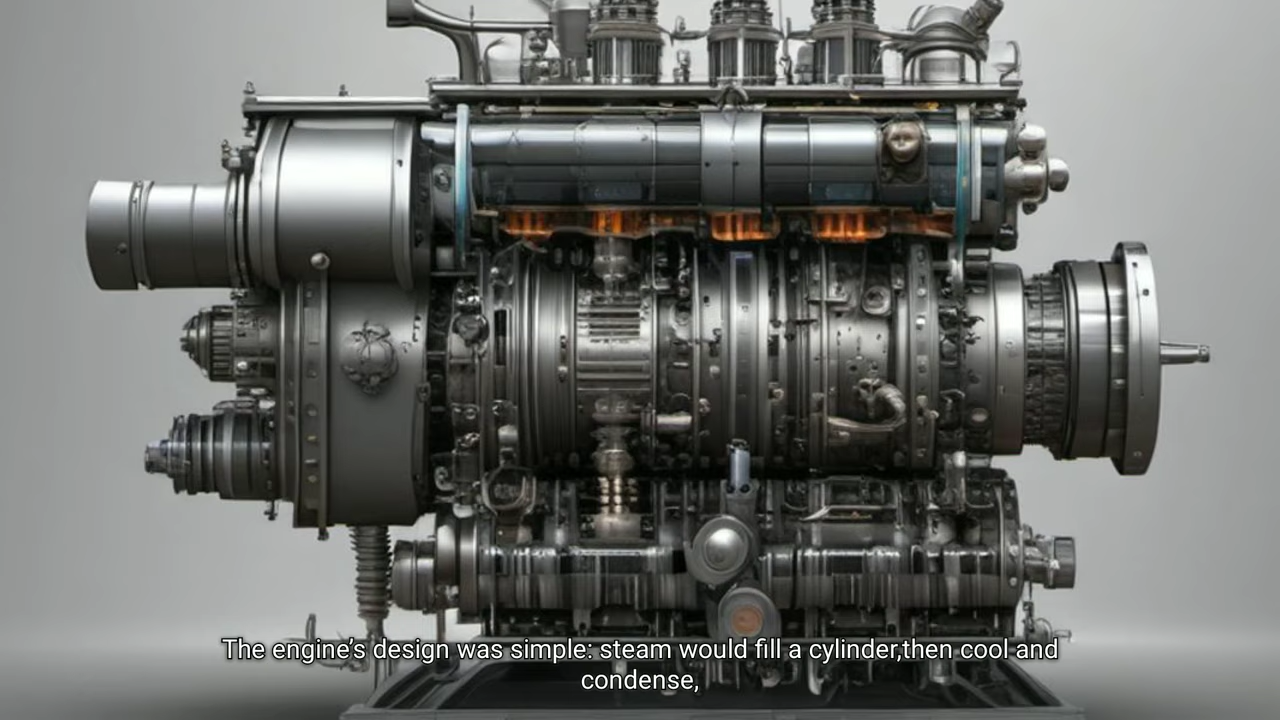 The engine’s design was simple: steam would fill a cylinder,then cool and
condense,